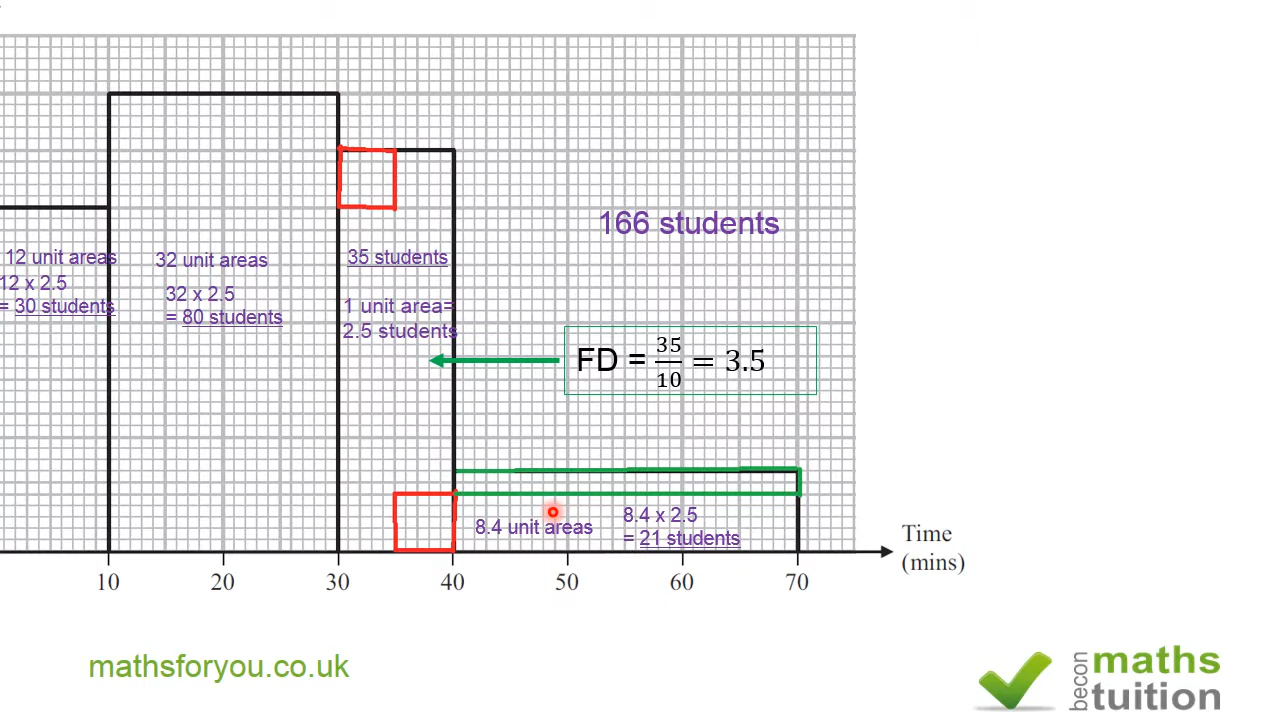 166 students
12 unit areas
12 x 2.5
= 30 students
32 unit areas
32 x 2.5
= 80 students
35 students
1 unit area=
2.5 students
FD = 35/10 = 3.5
8.4 unit areas
8.4 x 2.5
= 21 students
Time
(mins)
10 20 30 40 50 60 70
mathsforyou.co.uk
becon
maths
tuition